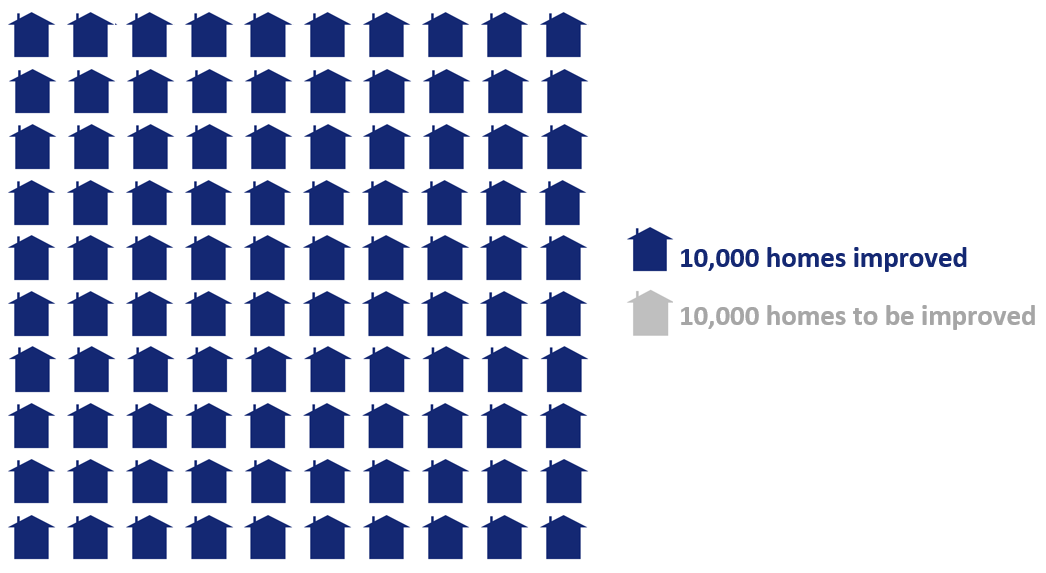 10,000 homes improved
10,000 homes to be improved